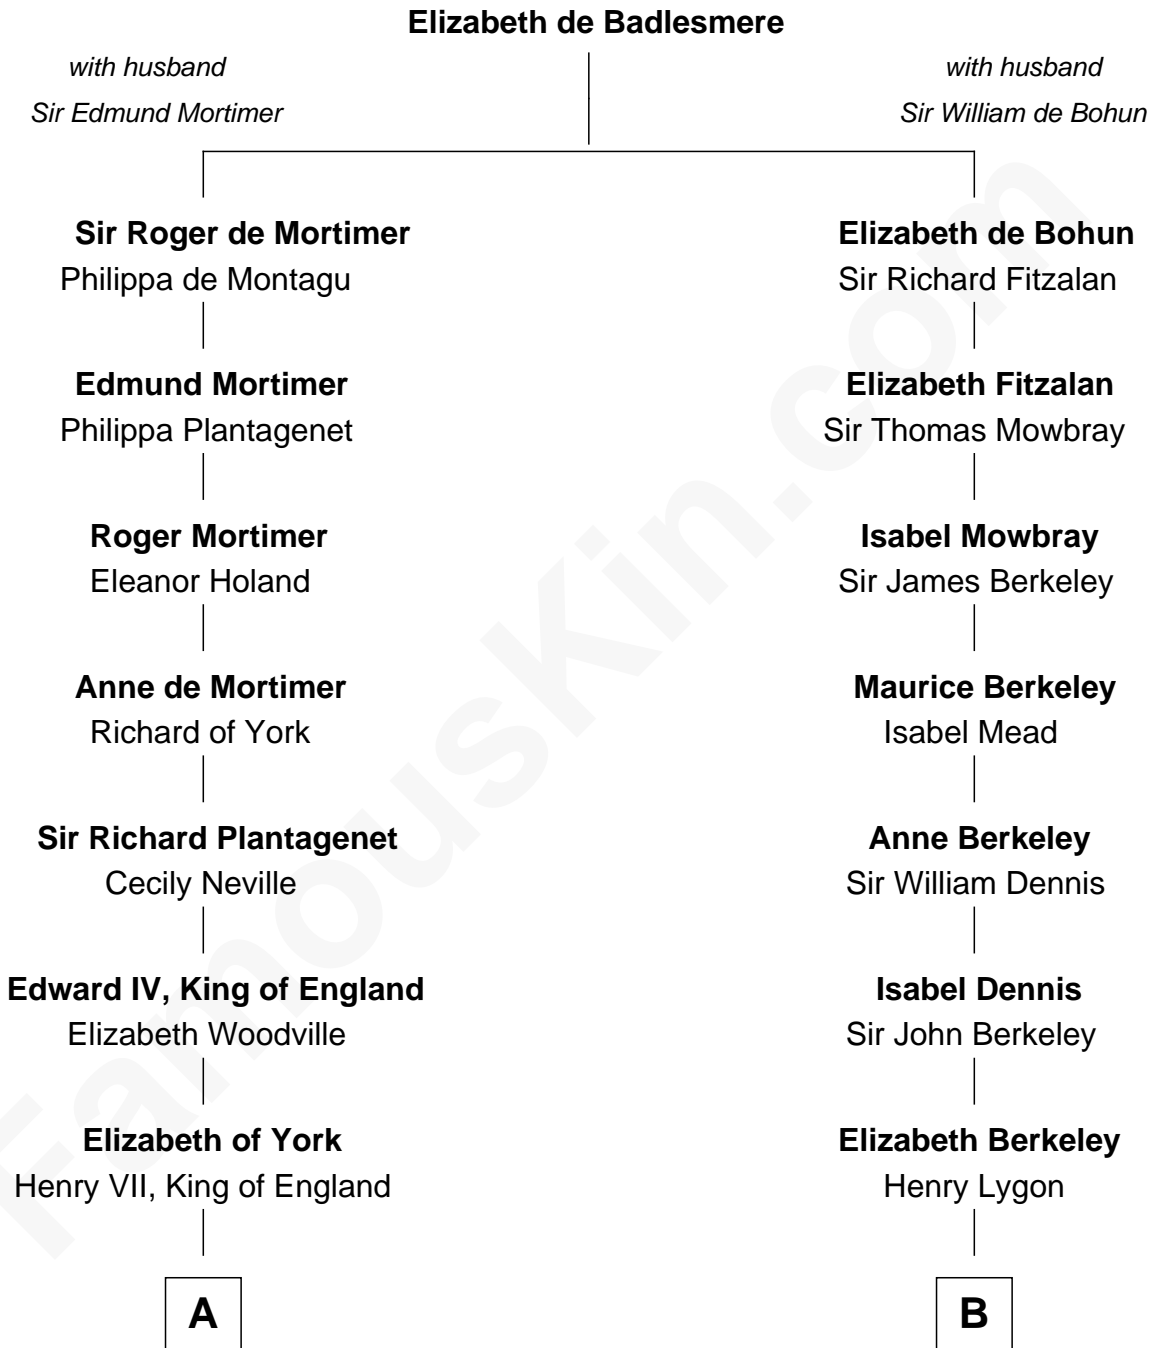 Elizabeth de Badlesmere
with husband
Sir Edmund Mortimer
with husband
Sir William de Bohun
Sir Roger de Mortimer
Philippa de Montagu
Elizabeth de Bohun
Sir Richard Fitzalan
Edmund Mortimer
Philippa Plantagenet
Elizabeth Fitzalan
Sir Thomas Mowbray
Roger Mortimer
Eleanor Holand
Isabel Mowbray
Sir James Berkeley
Anne de Mortimer
Richard of York
Maurice Berkeley
Isabel Mead
Sir Richard Plantagenet
Cecily Neville
Anne Berkeley
Sir William Dennis
Edward IV, King of England
Elizabeth Woodville
Isabel Dennis
Sir John Berkeley
Elizabeth of York
Henry VII, King of England
Elizabeth Berkeley
Henry Lygon
A
B
FamousKin.com